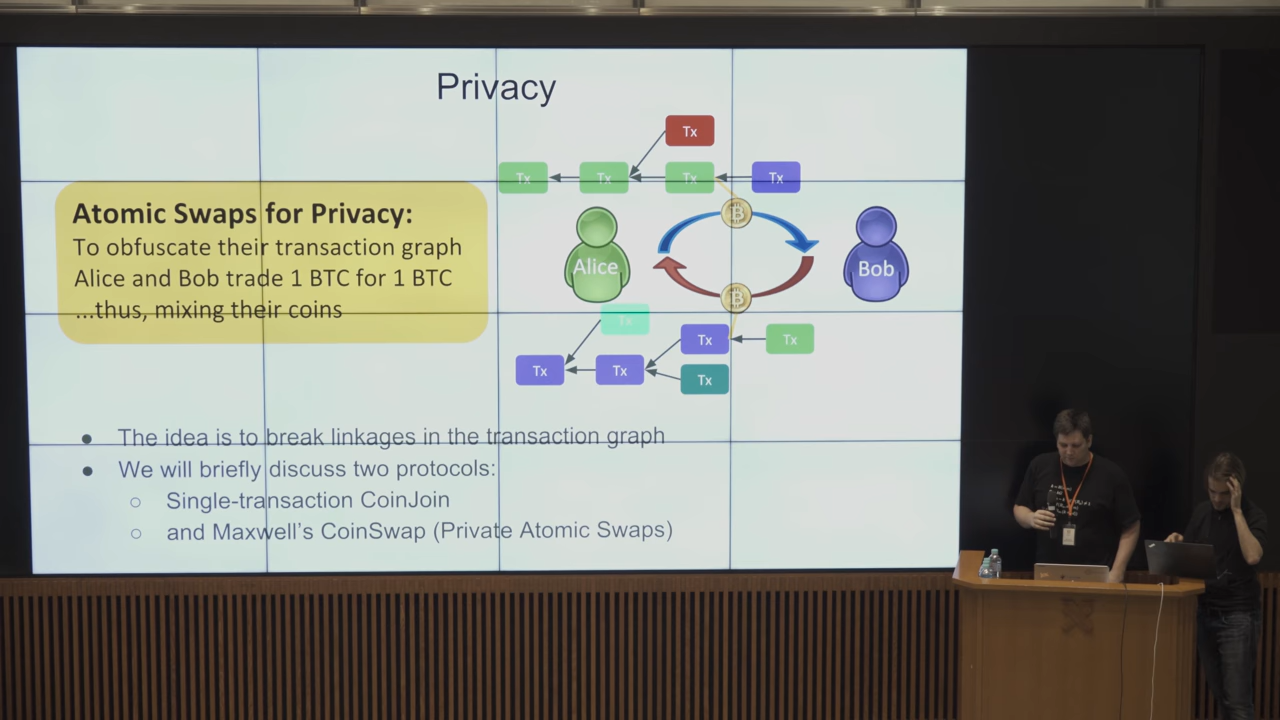 Privacy
Tx
Tx
Tx
Tx
Tx
Atomic Swaps for Privacy:
To obfuscate their transaction graph
Alice and Bob trade 1 BTC for 1 BTC
...thus, mixing their coins
Alice
Bob
Tx
Tx
Tx
Tx
Tx
Tx
The idea is to break linkages in the transaction graph
We will briefly discuss two protocols:
Single-transaction CoinJoin
and Maxwell's CoinSwap (Private Atomic Swaps)